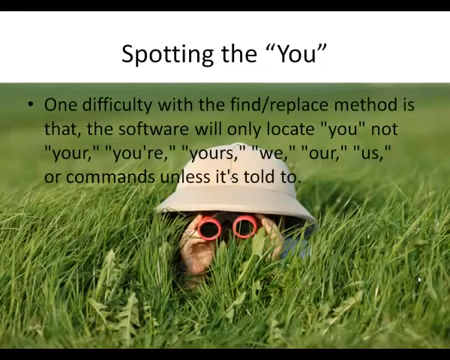 Spotting the “You”
• One difficulty with the find/replace method is
that, the software will only locate "you" not
"your," "you're," "yours," "we," "our," "us,"
or commands unless it's told to.